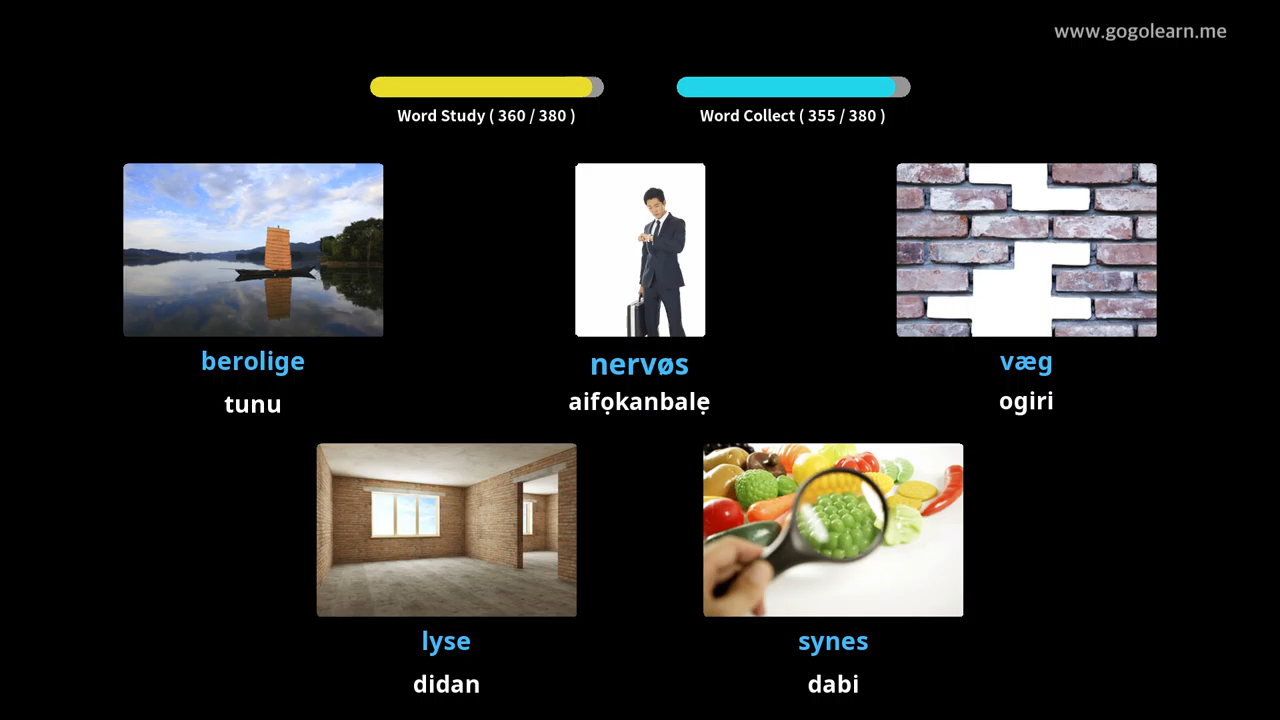 www.gogolearn.me
Word Study ( 360 / 380 )
Word Collect ( 355 / 380 )
berolige
nervøs
væg
tunu
aifọkanbalẹ
ogiri
lyse
synes
didan
dabi